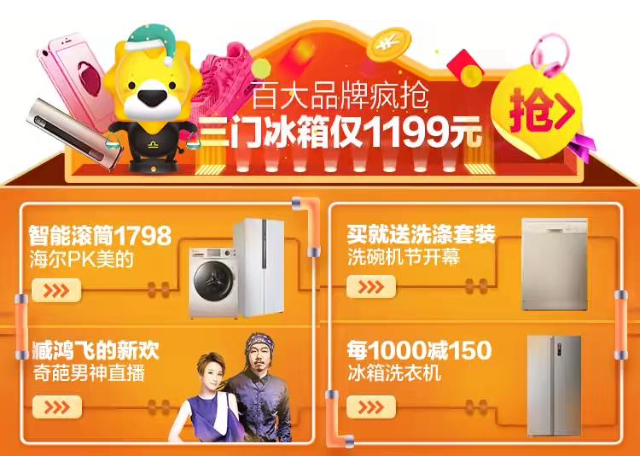 百大品牌疯抢
三门冰箱仅1199元
抢
智能滚筒1798
海尔PK美的
买就送洗涤套装
洗碗机节开幕
臧鸿飞的新欢
奇葩男神直播
每1000减150
冰箱洗衣机